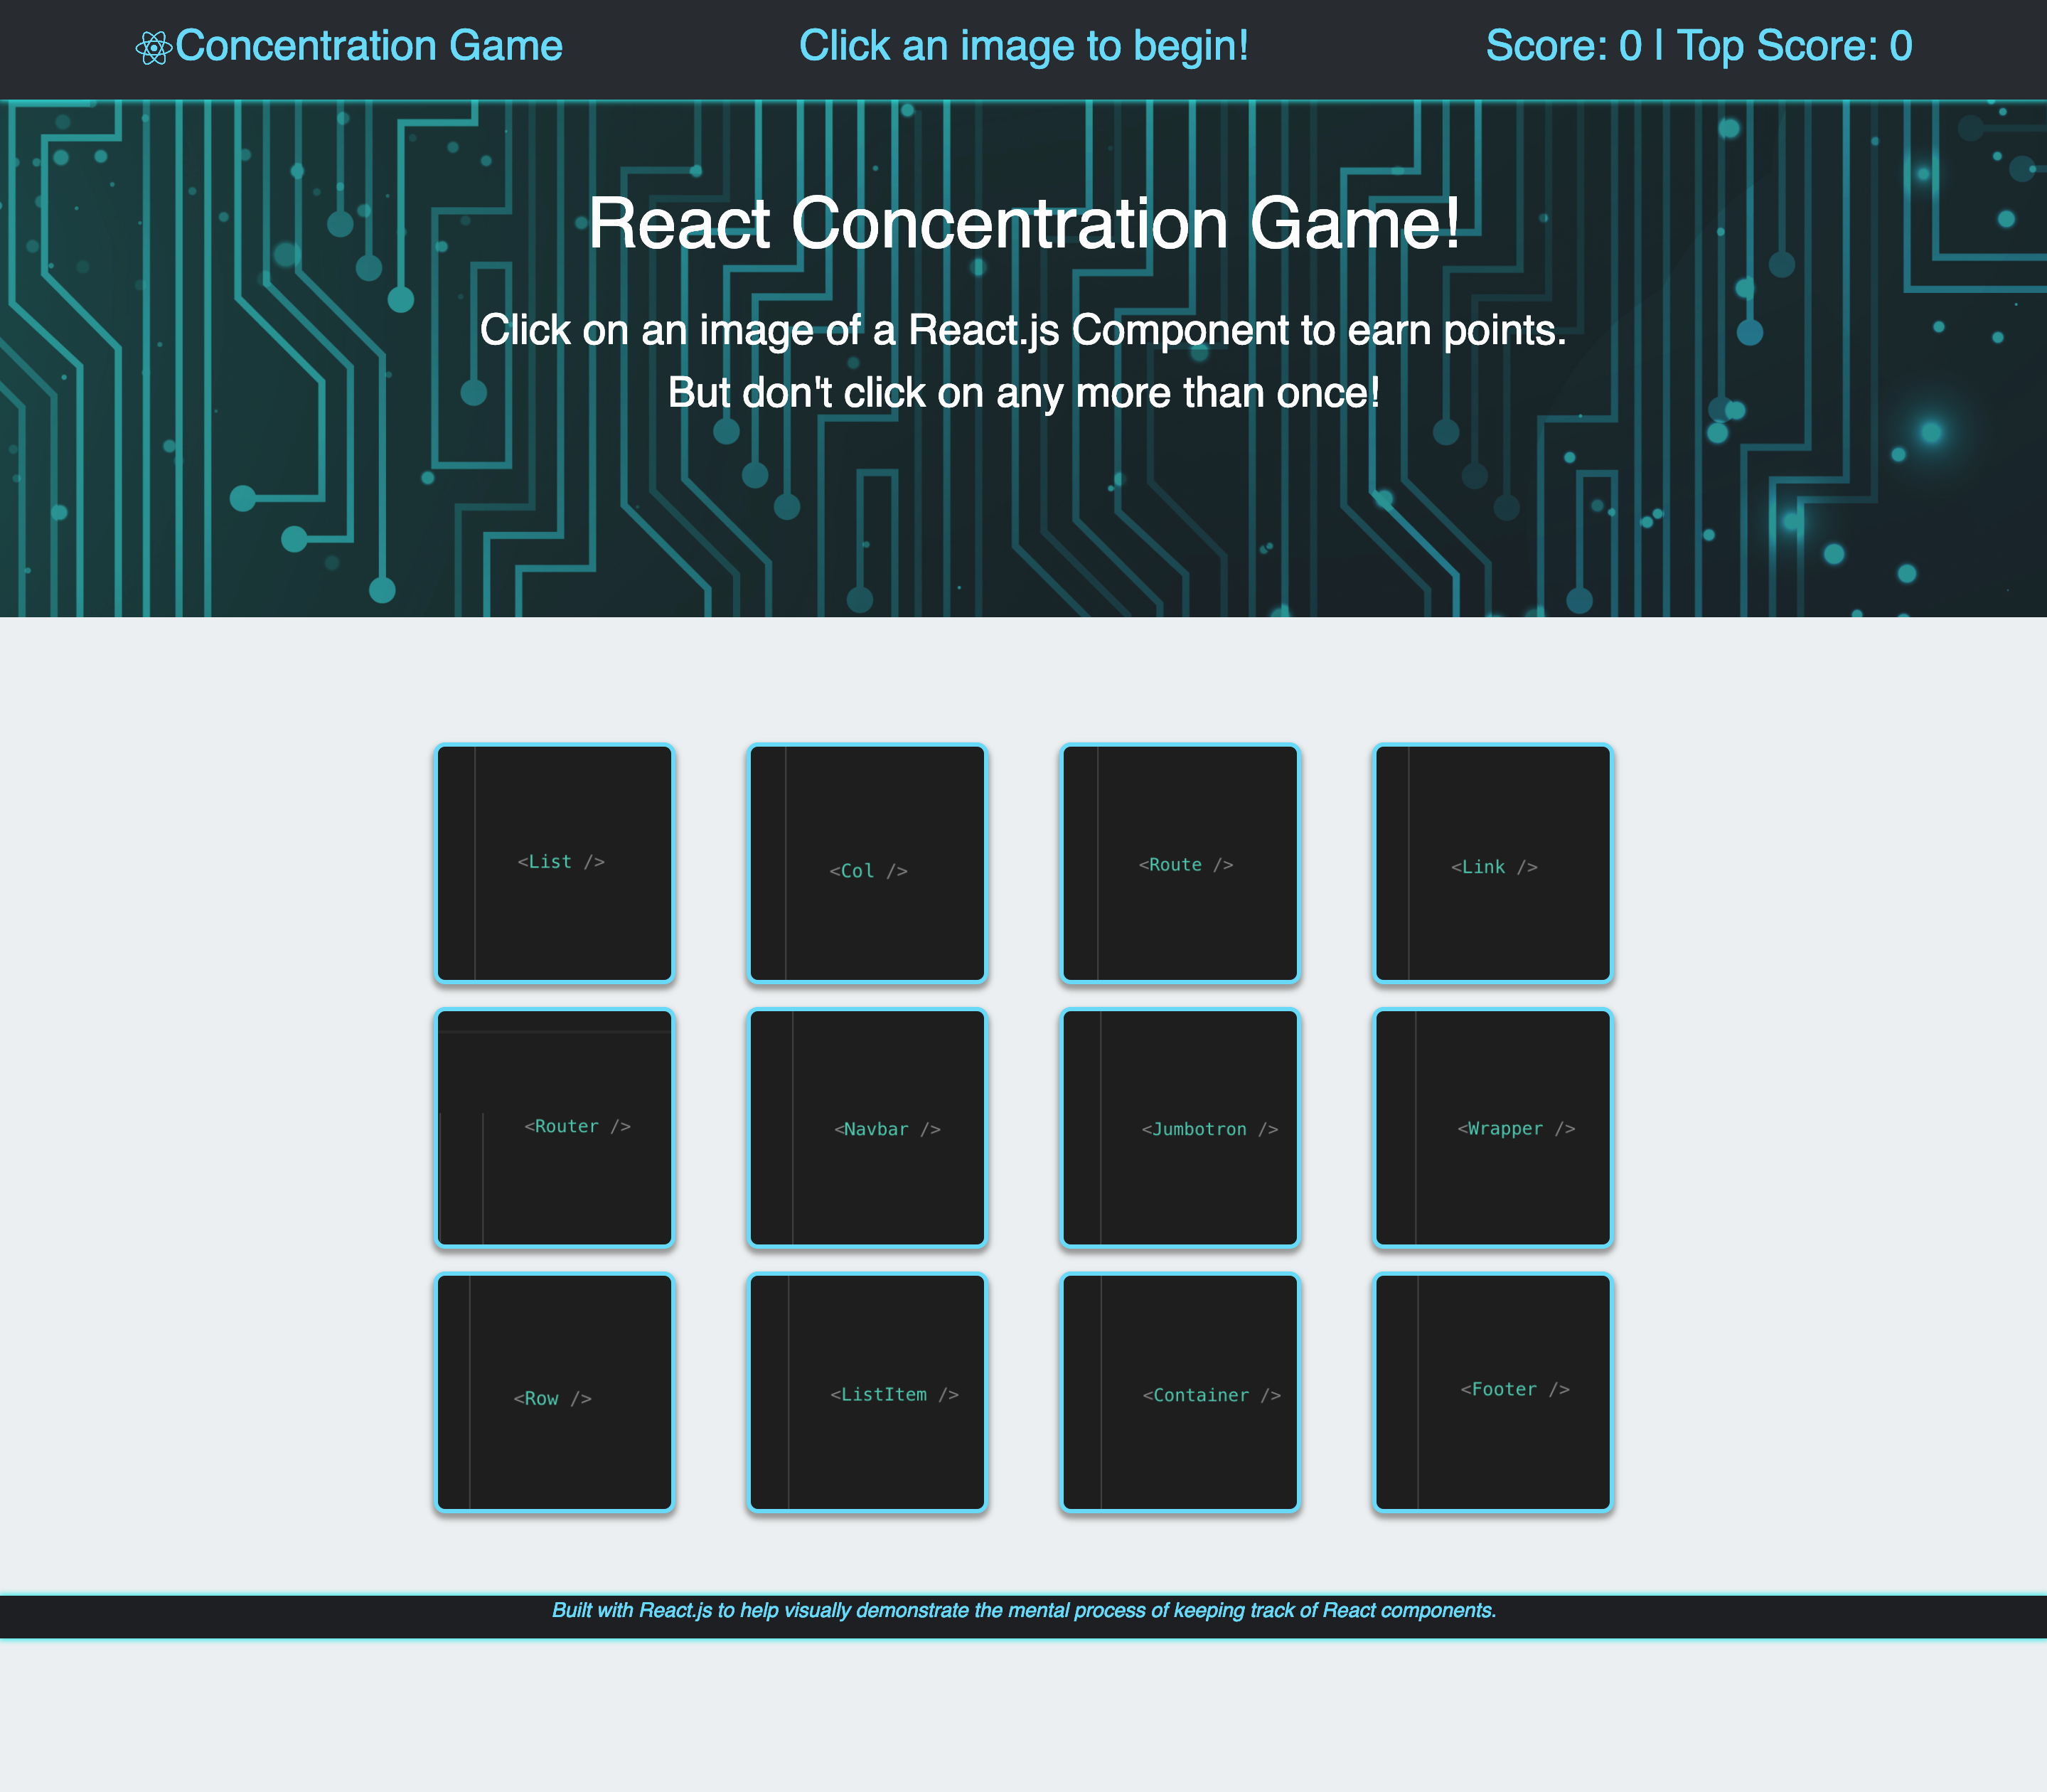 Concentration Game
Click an image to begin!
Score: 0 | Top Score: 0
React Concentration Game!
Click on an image of a React.js Component to earn points.
But don't click on any more than once!
<List />
<Col />
<Route />
<Link />
<Router />
<Navbar />
<Jumbotron />
<Wrapper />
<Row />
<ListItem />
<Container />
<Footer />
Built with React.js to help visually demonstrate the mental process of keeping track of React components.